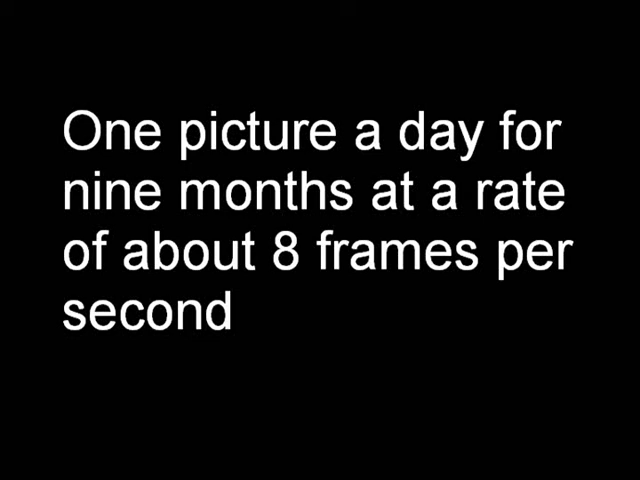 One picture a day for
nine months at a rate
of about 8 frames per
second